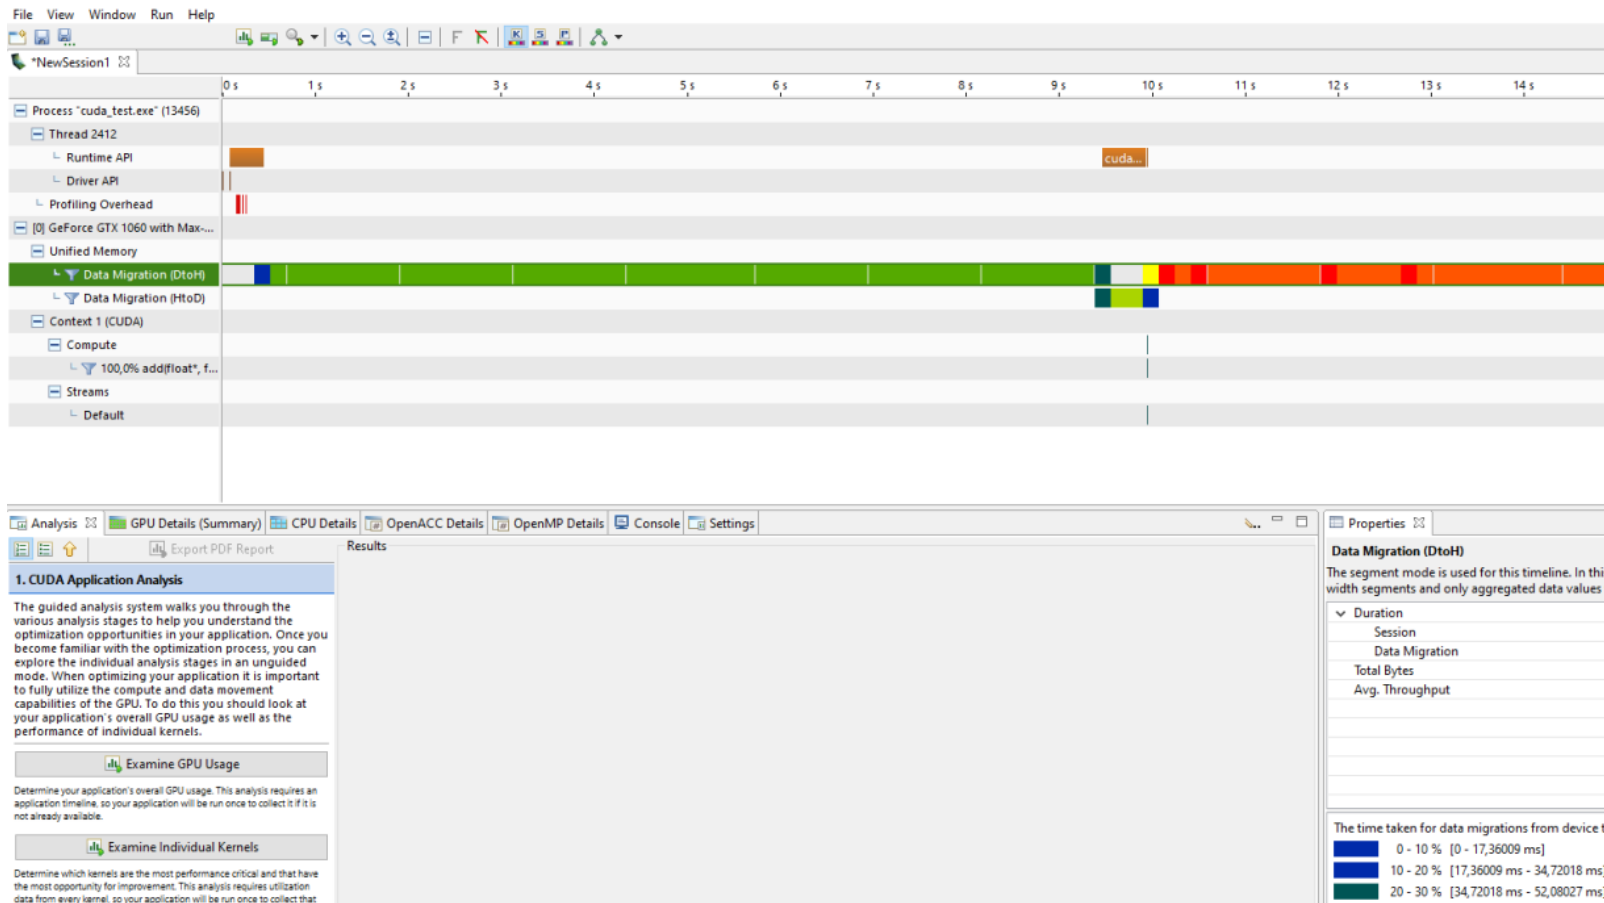 File View Window Run Help
*NewSession1
0 s 1 s 2 s 3 s 4 s 5 s 6 s 7 s 8 s 9 s 10 s 11 s 12 s 13 s 14 s
Process "cuda_test.exe" (13456)
Thread 2412
Runtime API
cuda...
Driver API
Profiling Overhead
[0] GeForce GTX 1060 with Max-...
Unified Memory
Data Migration (DtoH)
Data Migration (HtoD)
Context 1 (CUDA)
Compute
100,0% add(float*, f...
Streams
Default
Analysis GPU Details (Summary) CPU Details OpenACC Details OpenMP Details Console Settings
Export PDF Report
1. CUDA Application Analysis
The guided analysis system walks you through the
various analysis stages to help you understand the
optimization opportunities in your application. Once you
become familiar with the optimization process, you can
explore the individual analysis stages in an unguided
mode. When optimizing your application it is important
to fully utilize the compute and data movement
capabilities of the GPU. To do this you should look at
your application's overall GPU usage as well as the
performance of individual kernels.
Examine GPU Usage
Determine your application's overall GPU usage. This analysis requires an
application timeline, so your application will be run once to collect it if it is
not already available.
Examine Individual Kernels
Determine which kernels are the most performance critical and that have
the most opportunity for improvement. This analysis requires utilization
data from every kernel, so your application will be run once to collect that
Results
Properties
Data Migration (DtoH)
The segment mode is used for this timeline. In thi
width segments and only aggregated data values
Duration
Session
Data Migration
Total Bytes
Avg. Throughput
The time taken for data migrations from device t
0 - 10 % [0 - 17,36009 ms]
10 - 20 % [17,36009 ms - 34,72018 ms]
20 - 30 % [34,72018 ms - 52,08027 ms]